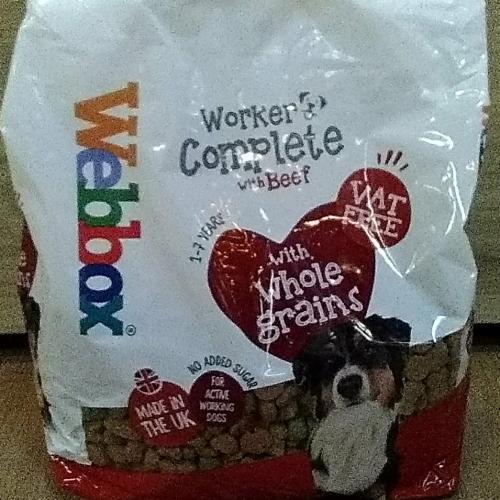 Webbox®
Worker
Complete
with Beef
VAT
FREE
1-7 YEARS
with
whole
grains
NO ADDED SUGAR
MADE IN
THE UK
FOR
ACTIVE
WORKING
DOGS